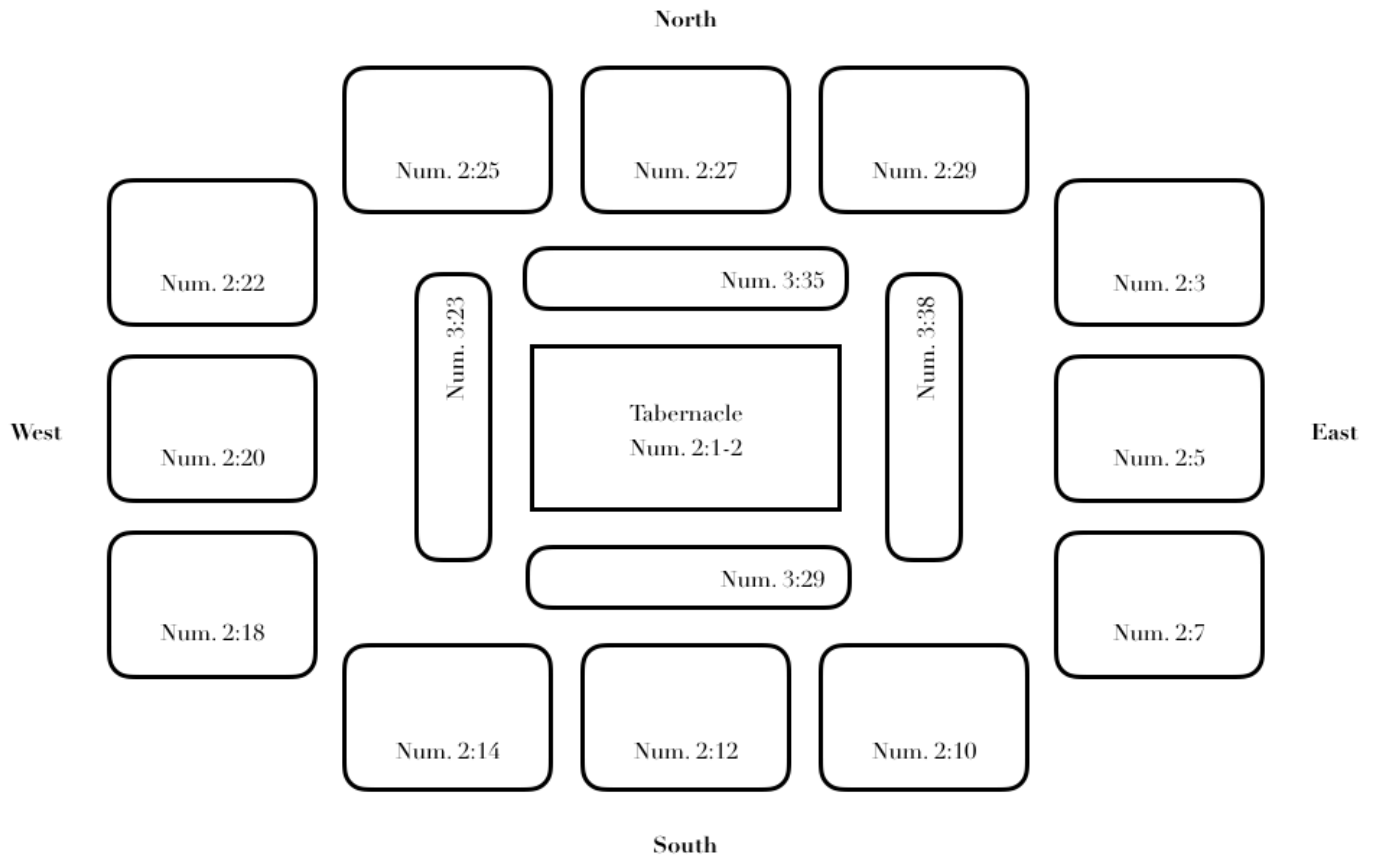 North
Num. 2:25
Num. 2:27
Num. 2:29
Num. 2:22
Num. 3:35
Num. 2:3
Num. 3:23
Num. 3:38
Tabernacle
Num. 2:1-2
West
Num. 2:20
Num. 2:5
East
Num. 3:29
Num. 2:18
Num. 2:7
Num. 2:14
Num. 2:12
Num. 2:10
South